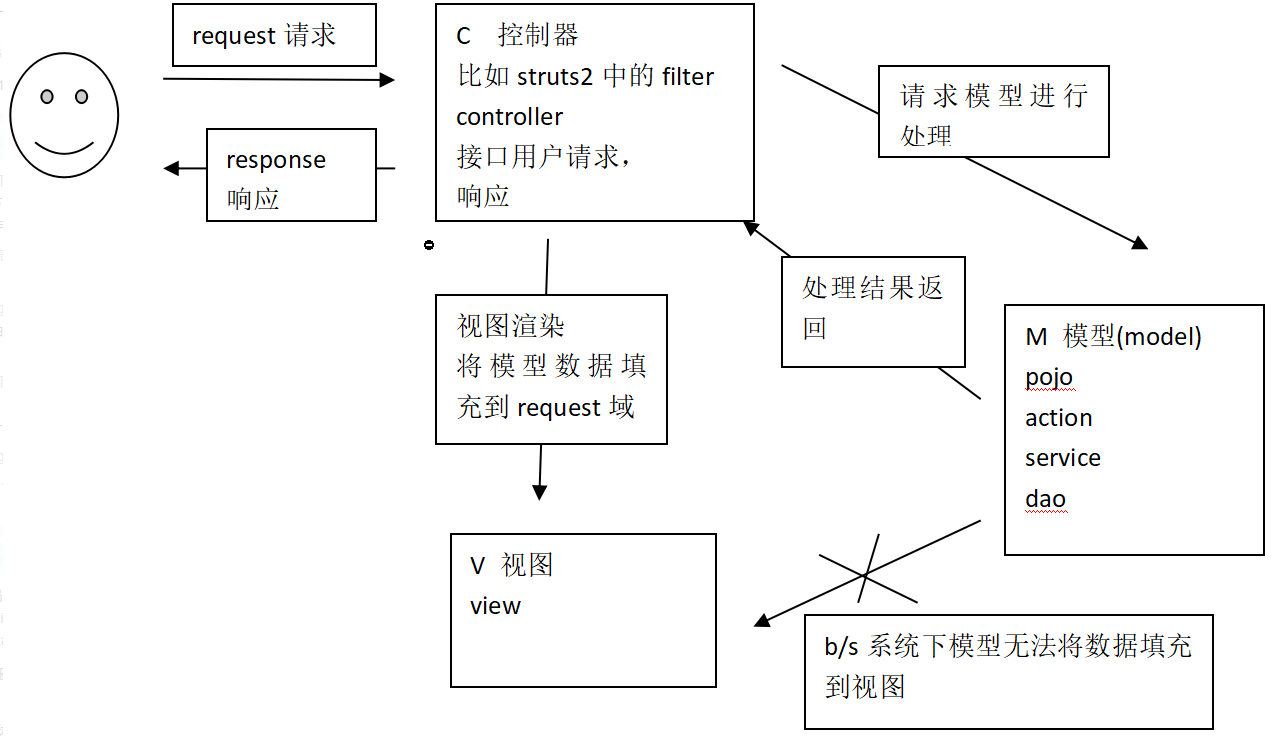 request 请求
response
响应
C 控制器
比如 struts2 中的 filter
controller
接口用户请求，
响应
请求模型进行
处理
处理结果返
回
视图渲染
将模型数据填
充到 request 域
M 模型(model)
pojo
action
service
dao
V 视图
view
b/s 系统下模型无法将数据填充
到视图